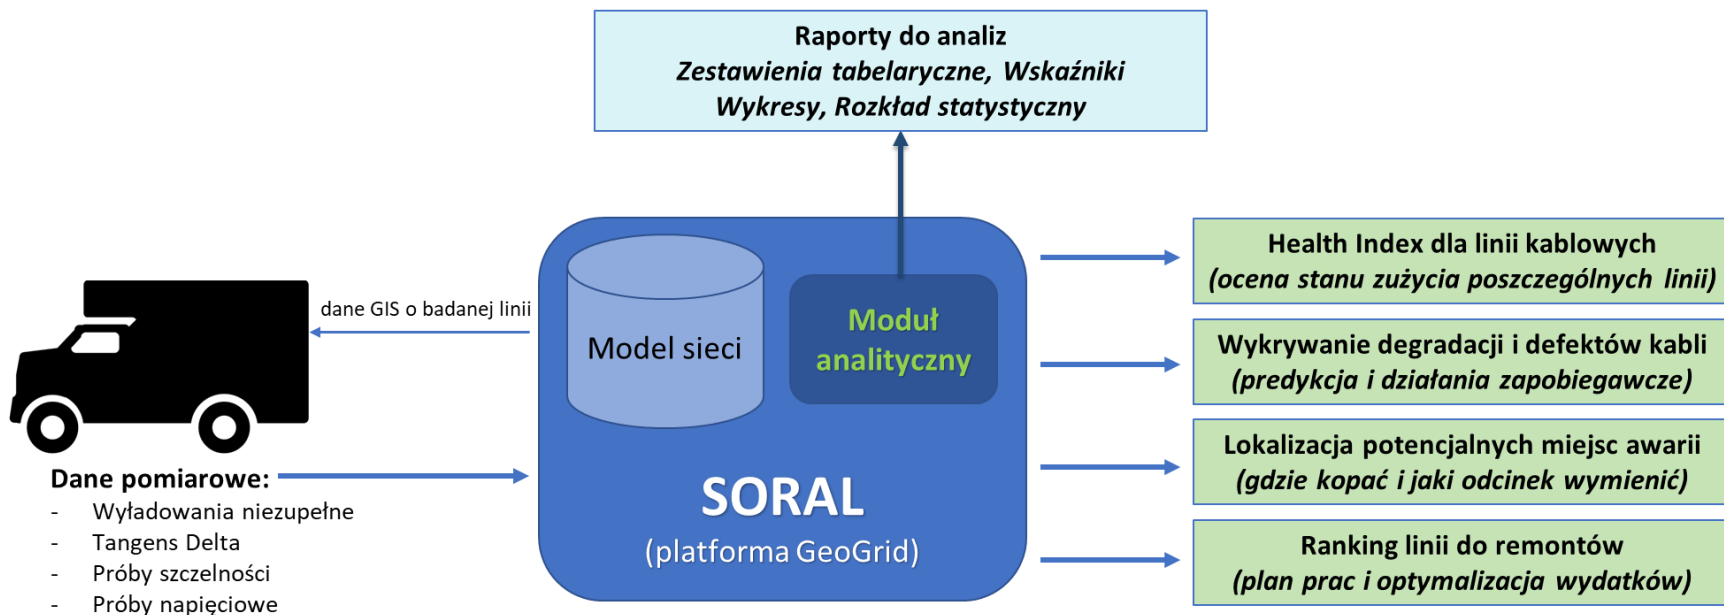 Raporty do analiz
Zestawienia tabelaryczne, Wskaźniki
Wykresy, Rozkład statystyczny
dane GIS o badanej linii
Model sieci
Moduł
analityczny
SORAL
(platforma GeoGrid)
Dane pomiarowe:
- Wyładowania niezupełne
- Tangens Delta
- Próby szczelności
- Próby napięciowe
Health Index dla linii kablowych
(ocena stanu zużycia poszczególnych linii)
Wykrywanie degradacji i defektów kabli
(predykcja i działania zapobiegawcze)
Lokalizacja potencjalnych miejsc awarii
(gdzie kopać i jaki odcinek wymienić)
Ranking linii do remontów
(plan prac i optymalizacja wydatków)